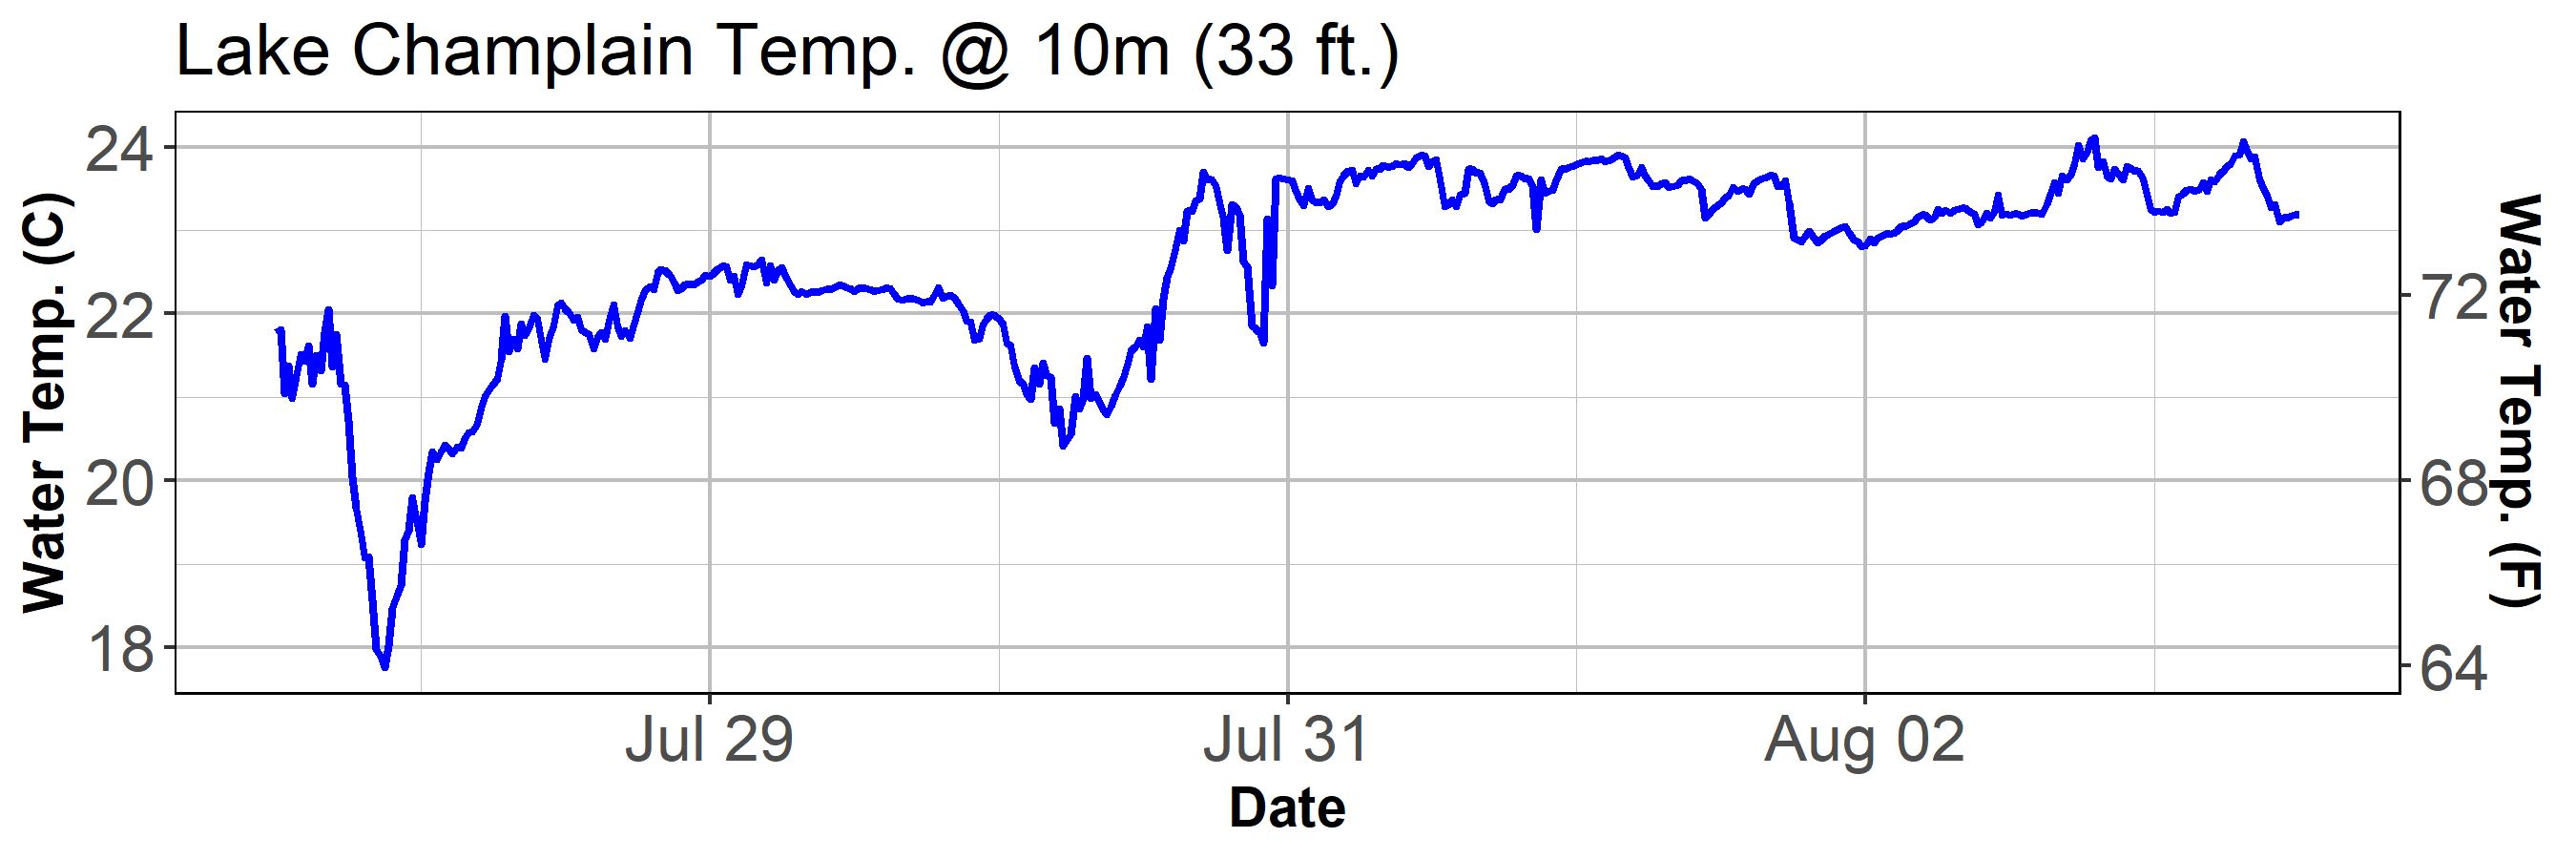 Lake Champlain Temp. @ 10m (33 ft.)
Water Temp. (C)
24
22
20
18
72
68
64
Water Temp. (F)
Jul 29
Jul 31
Aug 02
Date